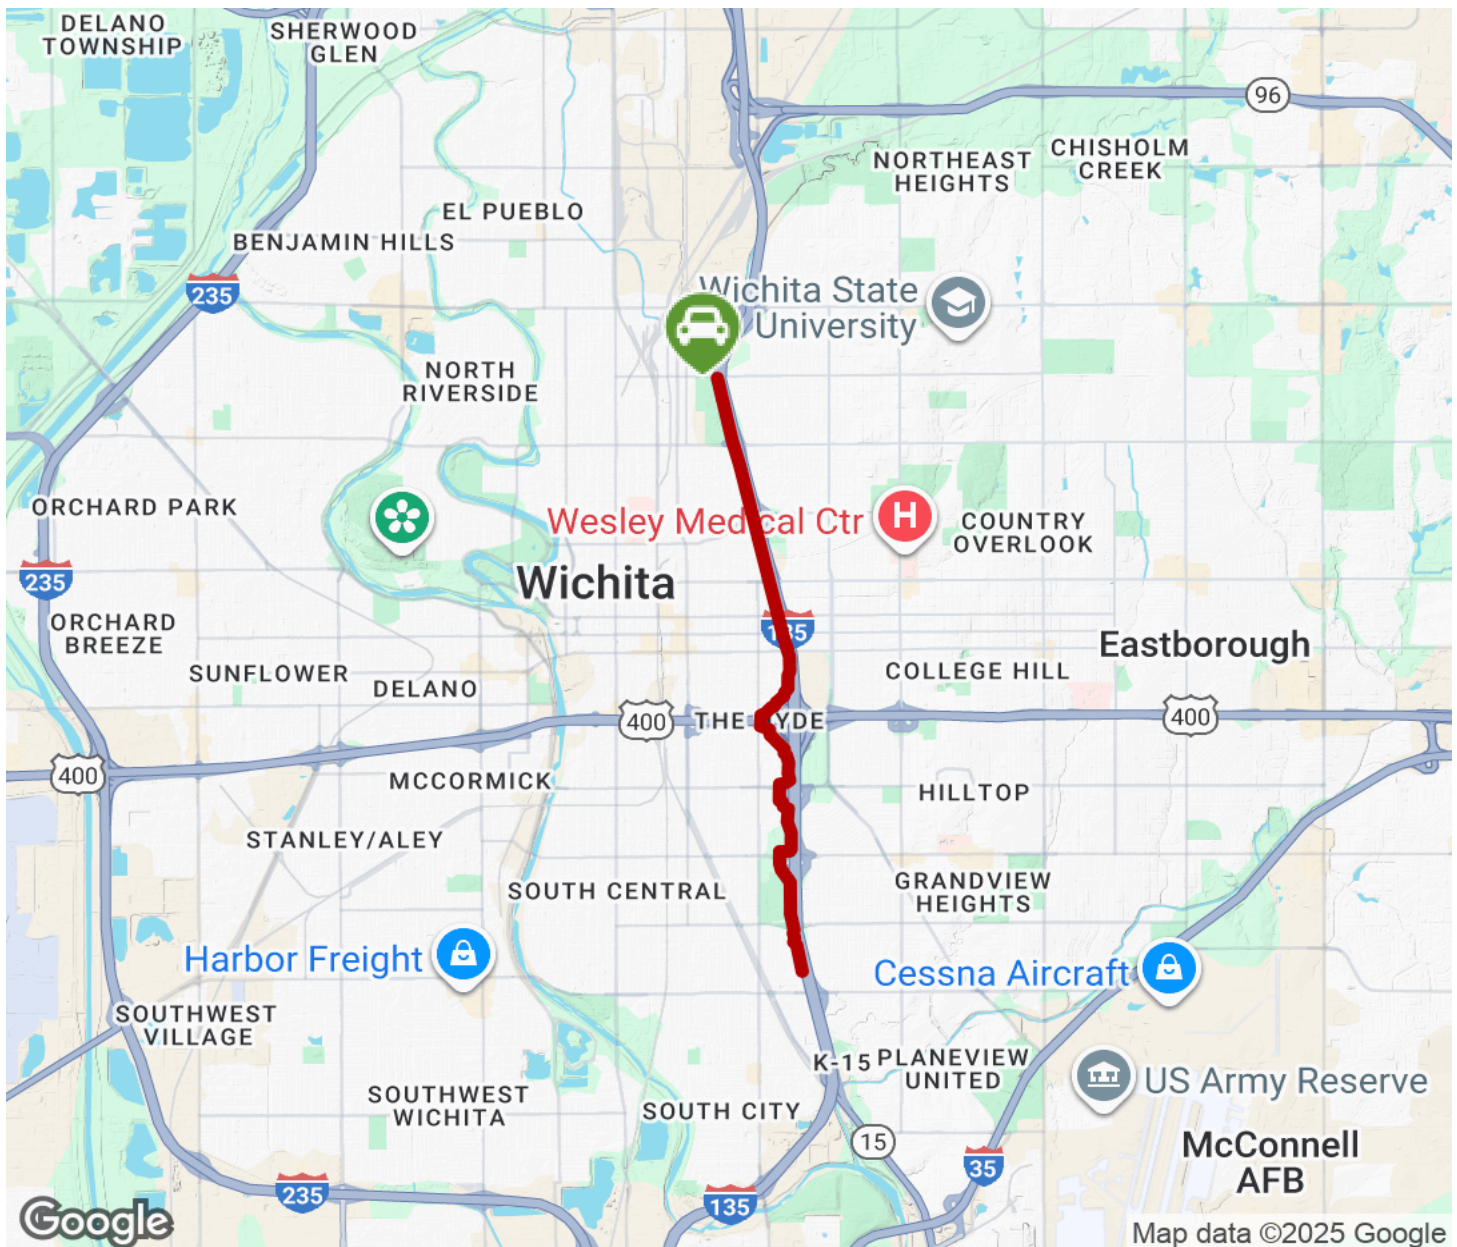 DELANO
TOWNSHIP
SHERWOOD
GLEN
96
NORTHEAST
HEIGHTS
CHISHOLM
CREEK
EL PUEBLO
BENJAMIN HILLS
235
Wichita State
University
NORTH
RIVERSIDE
ORCHARD PARK
Wesley Medical Ctr
H
COUNTRY
OVERLOOK
235
Wichita
ORCHARD
BREEZE
135
Eastborough
SUNFLOWER
DELANO
COLLEGE HILL
400
THE YDE
400
400
MCCORMICK
HILLTOP
STANLEY/ALEY
SOUTH CENTRAL
GRANDVIEW
HEIGHTS
Harbor Freight
Cessna Aircraft
SOUTHWEST
VILLAGE
K-15
PLANEVIEW
UNITED
US Army Reserve
SOUTHWEST
WICHITA
SOUTH CITY
15
McConnell
AFB
35
235
135
Google
Map data ©2025 Google